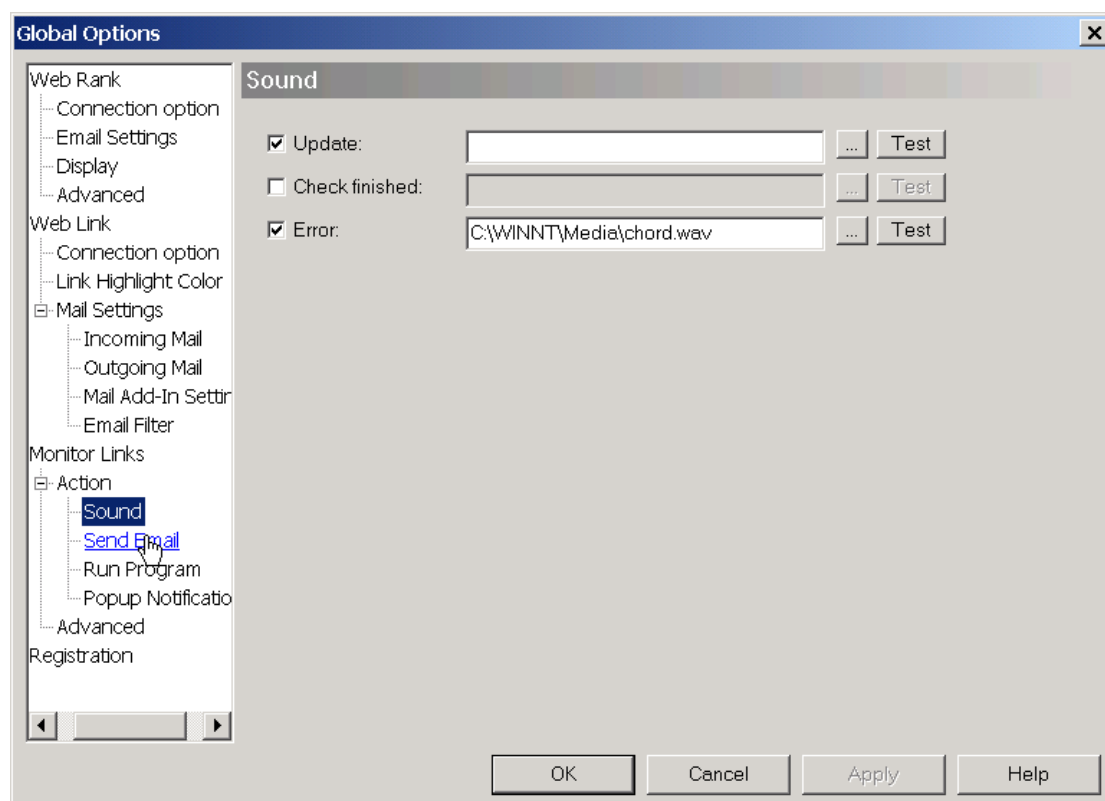 Global Options
Web Rank
Connection option
Email Settings
Display
Advanced
Web Link
Connection option
Link Highlight Color
Mail Settings
Incoming Mail
Outgoing Mail
Mail Add-In Settin
Email Filter
Monitor Links
Action
Sound
Send Email
Run Program
Popup Notificatio
Advanced
Registration
Sound
Update: ... Test
Check finished: ... Test
Error: C:\WINNT\Media\chord.wav ... Test
OK Cancel Apply Help